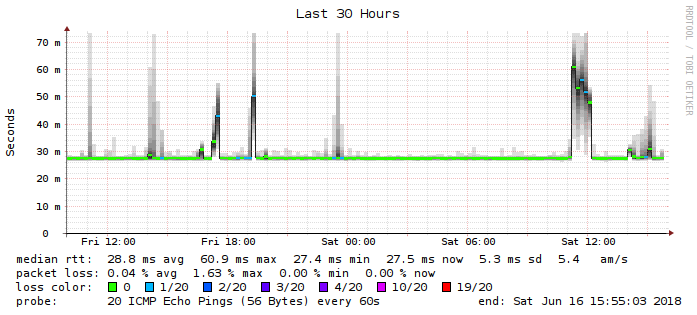 Last 30 Hours
RRDTOOL / TOBI OETIKER
Seconds
70 m
60 m
50 m
40 m
30 m
20 m
10 m
0
Fri 12:00 Fri 18:00 Sat 00:00 Sat 06:00 Sat 12:00
median rtt: 28.8 ms avg 60.9 ms max 27.4 ms min 27.5 ms now 5.3 ms sd 5.4 am/s
packet loss: 0.04 % avg 1.63 % max 0.00 % min 0.00 % now
loss color: 0 1/20 2/20 3/20 4/20 10/20 19/20
probe: 20 ICMP Echo Pings (56 Bytes) every 60s end: Sat Jun 16 15:55:03 2018